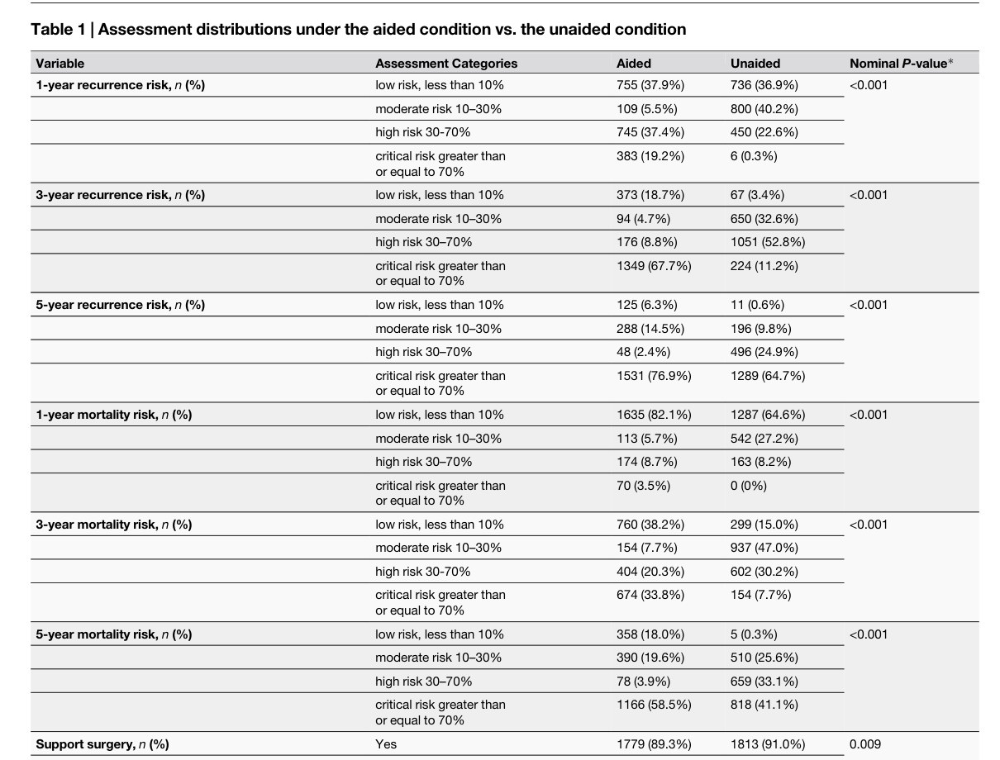 Table 1 | Assessment distributions under the aided condition vs. the unaided condition
Variable Assessment Categories Aided Unaided Nominal P-value*
1-year recurrence risk, n (%) low risk, less than 10% 755 (37.9%) 736 (36.9%) <0.001
moderate risk 10–30% 109 (5.5%) 800 (40.2%)
high risk 30-70% 745 (37.4%) 450 (22.6%)
critical risk greater than 383 (19.2%) 6 (0.3%)
or equal to 70%
3-year recurrence risk, n (%) low risk, less than 10% 373 (18.7%) 67 (3.4%) <0.001
moderate risk 10–30% 94 (4.7%) 650 (32.6%)
high risk 30–70% 176 (8.8%) 1051 (52.8%)
critical risk greater than 1349 (67.7%) 224 (11.2%)
or equal to 70%
5-year recurrence risk, n (%) low risk, less than 10% 125 (6.3%) 11 (0.6%) <0.001
moderate risk 10–30% 288 (14.5%) 196 (9.8%)
high risk 30–70% 48 (2.4%) 496 (24.9%)
critical risk greater than 1531 (76.9%) 1289 (64.7%)
or equal to 70%
1-year mortality risk, n (%) low risk, less than 10% 1635 (82.1%) 1287 (64.6%) <0.001
moderate risk 10–30% 113 (5.7%) 542 (27.2%)
high risk 30–70% 174 (8.7%) 163 (8.2%)
critical risk greater than 70 (3.5%) 0 (0%)
or equal to 70%
3-year mortality risk, n (%) low risk, less than 10% 760 (38.2%) 299 (15.0%) <0.001
moderate risk 10–30% 154 (7.7%) 937 (47.0%)
high risk 30-70% 404 (20.3%) 602 (30.2%)
critical risk greater than 674 (33.8%) 154 (7.7%)
or equal to 70%
5-year mortality risk, n (%) low risk, less than 10% 358 (18.0%) 5 (0.3%) <0.001
moderate risk 10–30% 390 (19.6%) 510 (25.6%)
high risk 30–70% 78 (3.9%) 659 (33.1%)
critical risk greater than 1166 (58.5%) 818 (41.1%)
or equal to 70%
Support surgery, n (%) Yes 1779 (89.3%) 1813 (91.0%) 0.009